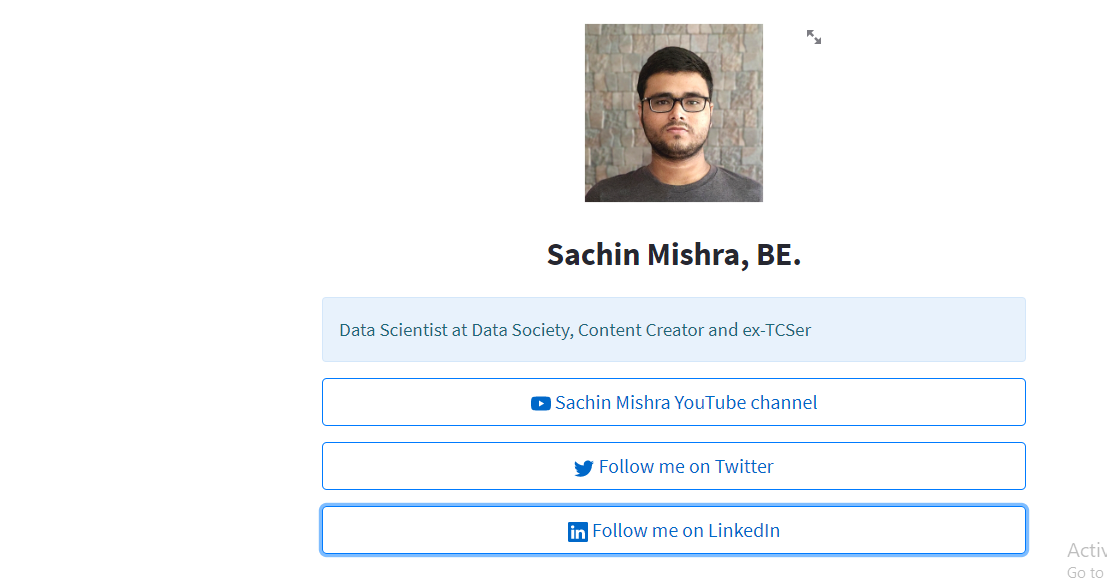 Sachin Mishra, BE.
Data Scientist at Data Society, Content Creator and ex-TCSer
Sachin Mishra YouTube channel
Follow me on Twitter
in Follow me on LinkedIn
Activ
Go to